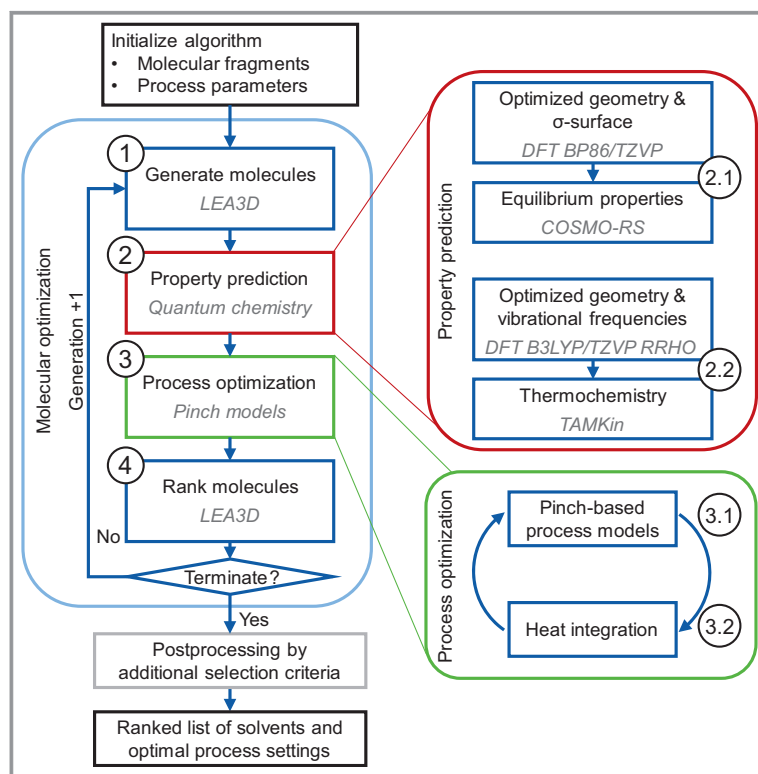 Initialize algorithm
• Molecular fragments
• Process parameters
Molecular optimization
Generation +1
1
Generate molecules
LEA3D
2
Property prediction
Quantum chemistry
3
Process optimization
Pinch models
4
Rank molecules
LEA3D
No
Terminate?
Yes
Postprocessing by
additional selection criteria
Ranked list of solvents and
optimal process settings
Property prediction
Optimized geometry &
σ-surface
DFT BP86/TZVP
2.1
Equilibrium properties
COSMO-RS
Optimized geometry &
vibrational frequencies
DFT B3LYP/TZVP RRHO
2.2
Thermochemistry
TAMKin
Process optimization
Pinch-based
process models
3.1
Heat integration
3.2